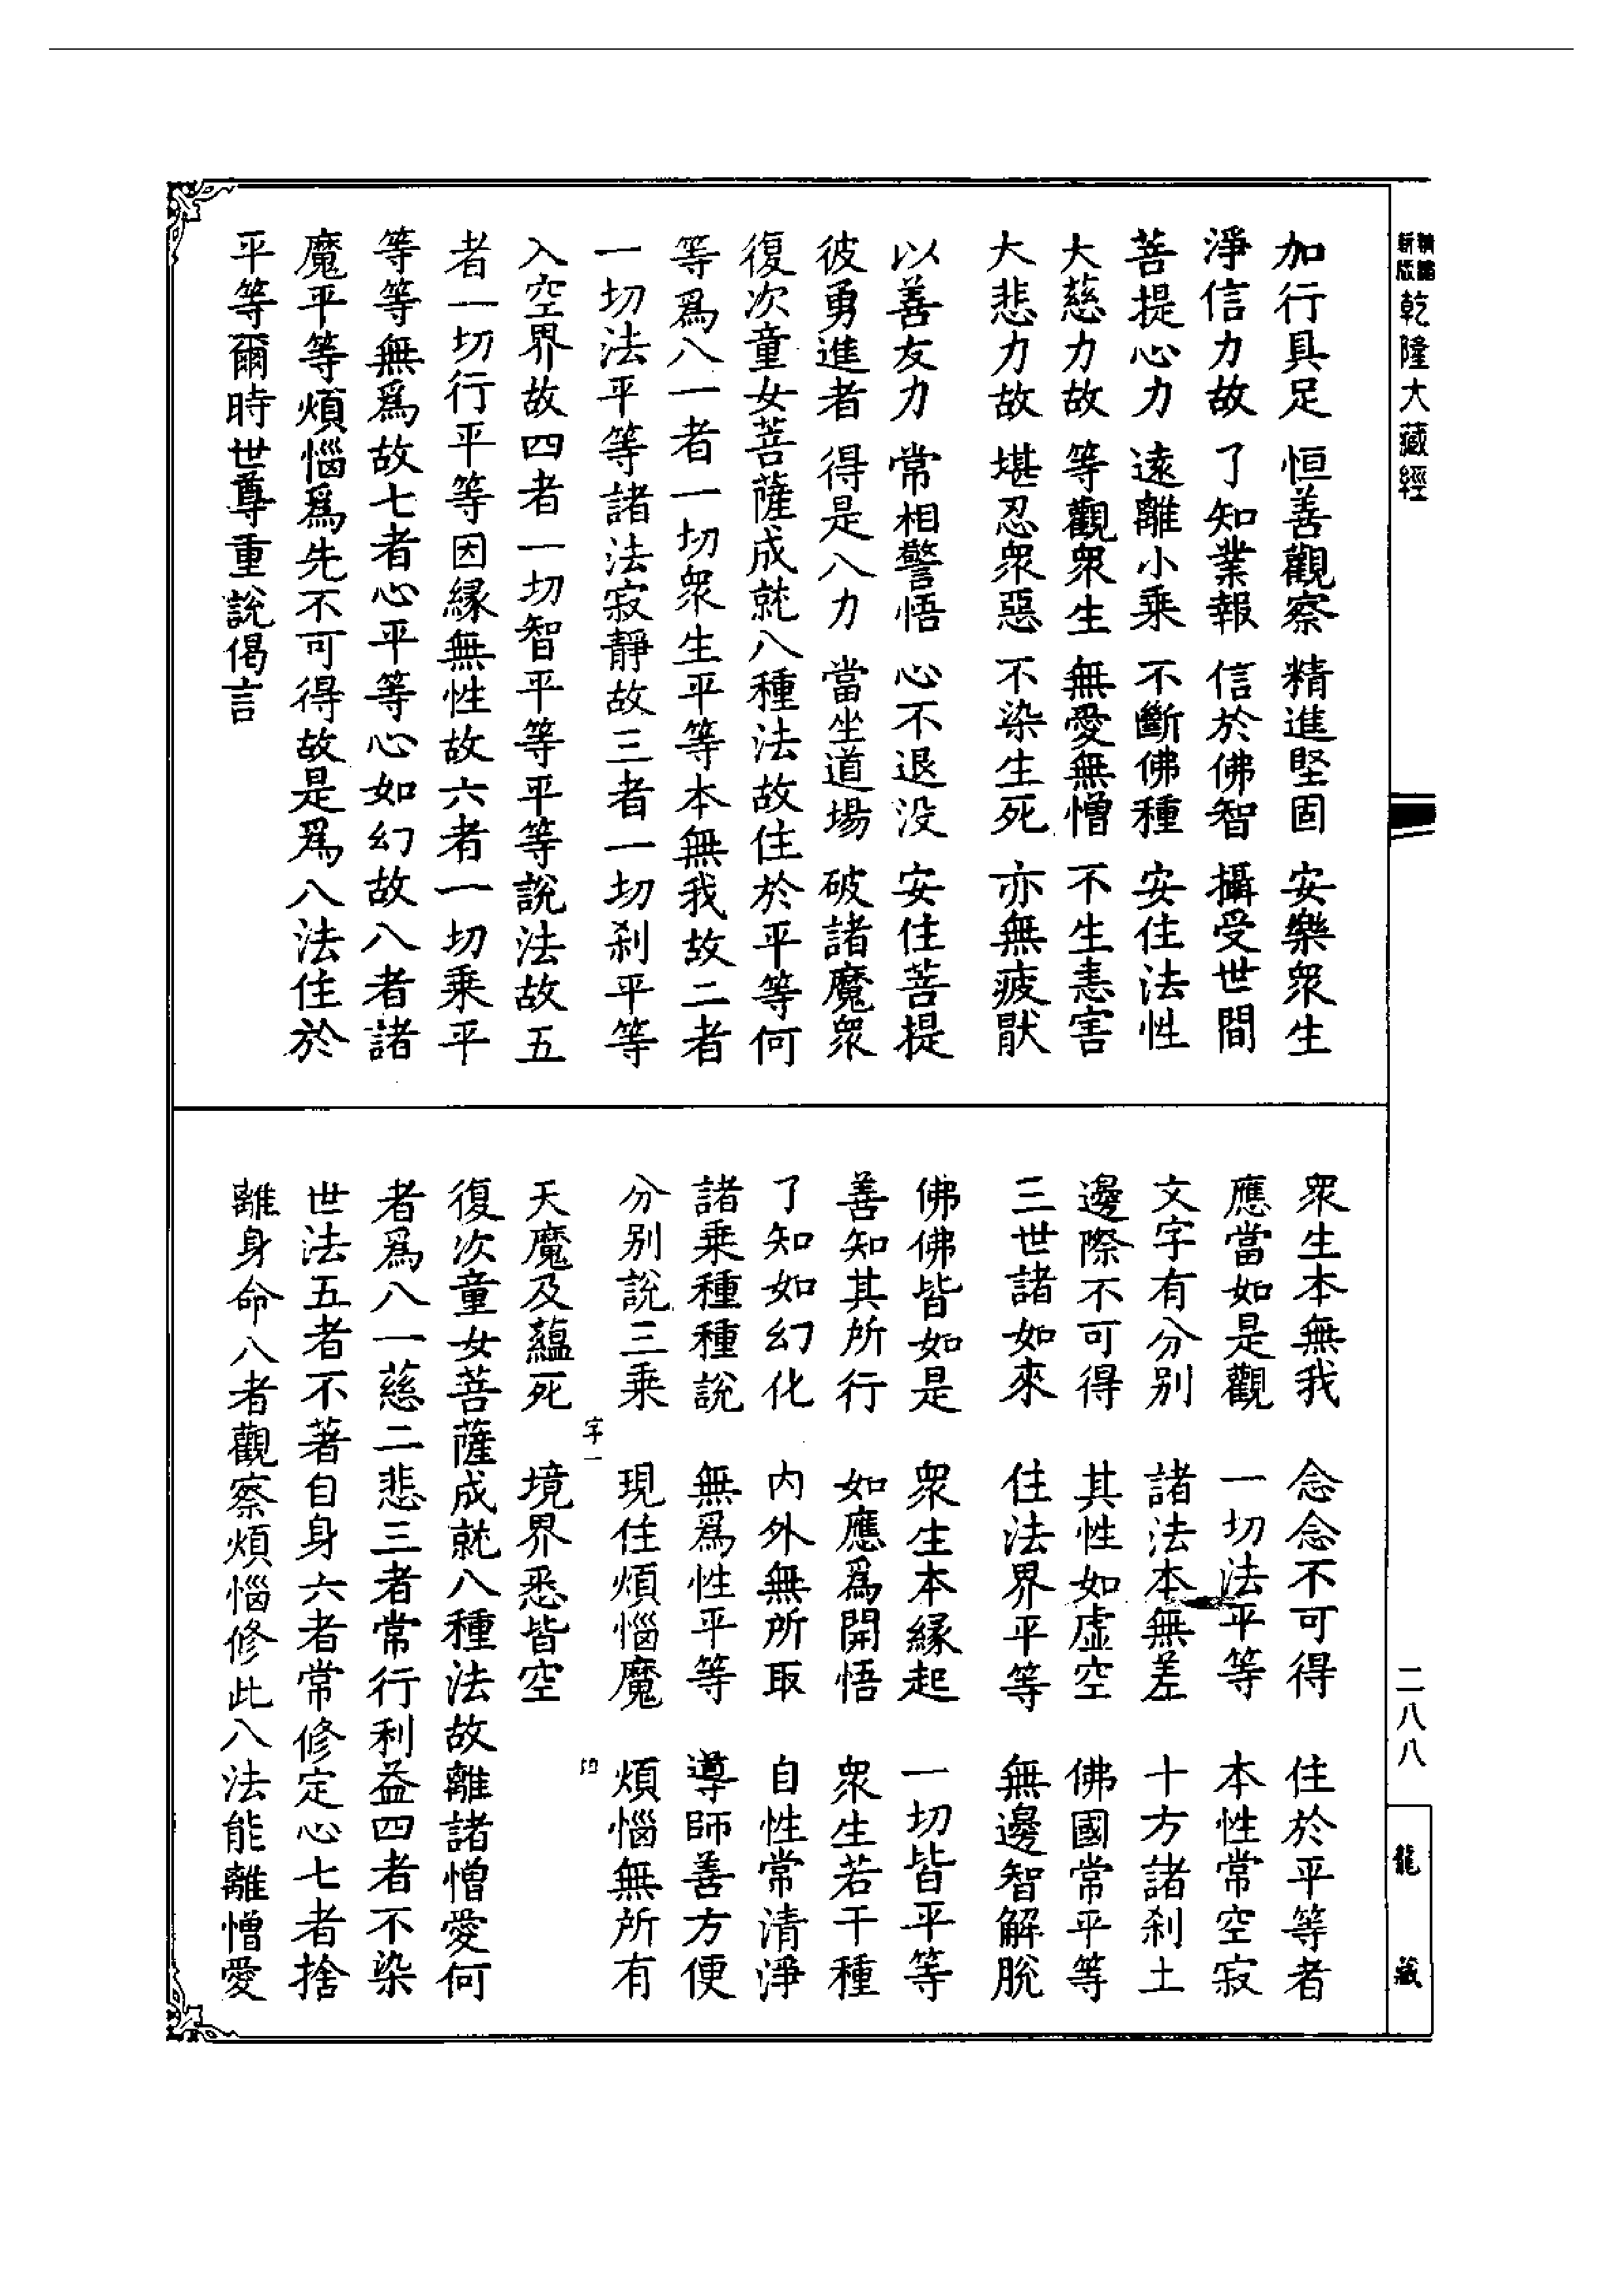 乾隆大藏經
加行具足 恒善觀察 精進堅固 安樂衆生
淨信力故 了知業報 信於佛智 攝受世間
菩提心力 遠離小乘 不斷佛種 安住法性
大慈力故 等觀衆生 無愛無憎 不生恚害
大悲力故 堪忍衆惡 不染生死 亦無疲猒
以善友力 常相警悟 心不退没 安住菩提
彼勇進者 得是八力 當坐道場 破諸魔衆
復次童女菩薩成就八種法故住於平等何
等爲八一者一切衆生平等本無我故二者
一切法平等諸法寂靜故三者一切刹平等
入空界故四者一切智平等平等說法故五
者一切行平等因緣無性故六者一切乘平
等等無爲故七者心平等心如幻故八者諸
魔平等煩惱爲先不可得故是爲八法住於
平等爾時世尊重說偈言
衆生本無我 念念不可得 住於平等者
應當如是觀 一切法平等 本性常空寂
文字有分别 諸法本無差 十方諸刹土
邊際不可得 其性如虛空 佛國常平等
三世諸如來 住法界平等 無邊智解脫
佛佛皆如是 衆生本緣起 一切皆平等
善知其所行 如應爲開悟 衆生若干種
了知如幻化 内外無所取 自性常清淨
諸乘種種說 無爲性平等 導師善方便
分别說三乘 現住煩惱魔 煩惱無所有
字一
天魔及蘊死 境界悉皆空
復次童女菩薩成就八種法故離諸憎愛何
者爲八一慈二悲三者常行利益四者不染
世法五者不著自身六者常修定心七者捨
離身命八者觀察煩惱修此八法能離憎愛
二八八
龍藏